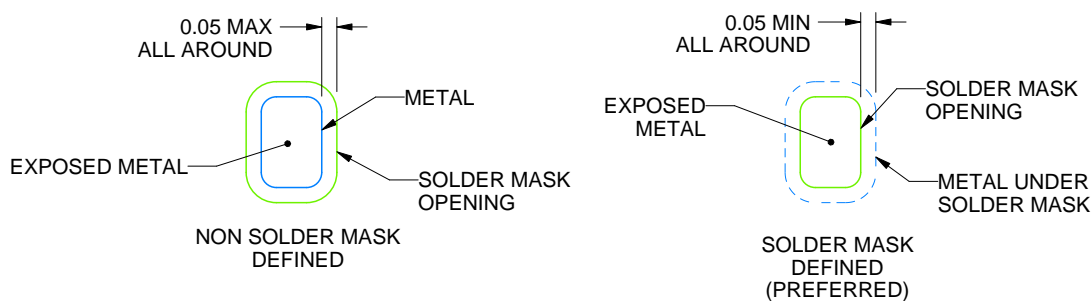 0.05 MAX
ALL AROUND
METAL
EXPOSED METAL
SOLDER MASK
OPENING
NON SOLDER MASK
DEFINED
0.05 MIN
ALL AROUND
SOLDER MASK
OPENING
EXPOSED
METAL
METAL UNDER
SOLDER MASK
SOLDER MASK
DEFINED
(PREFERRED)